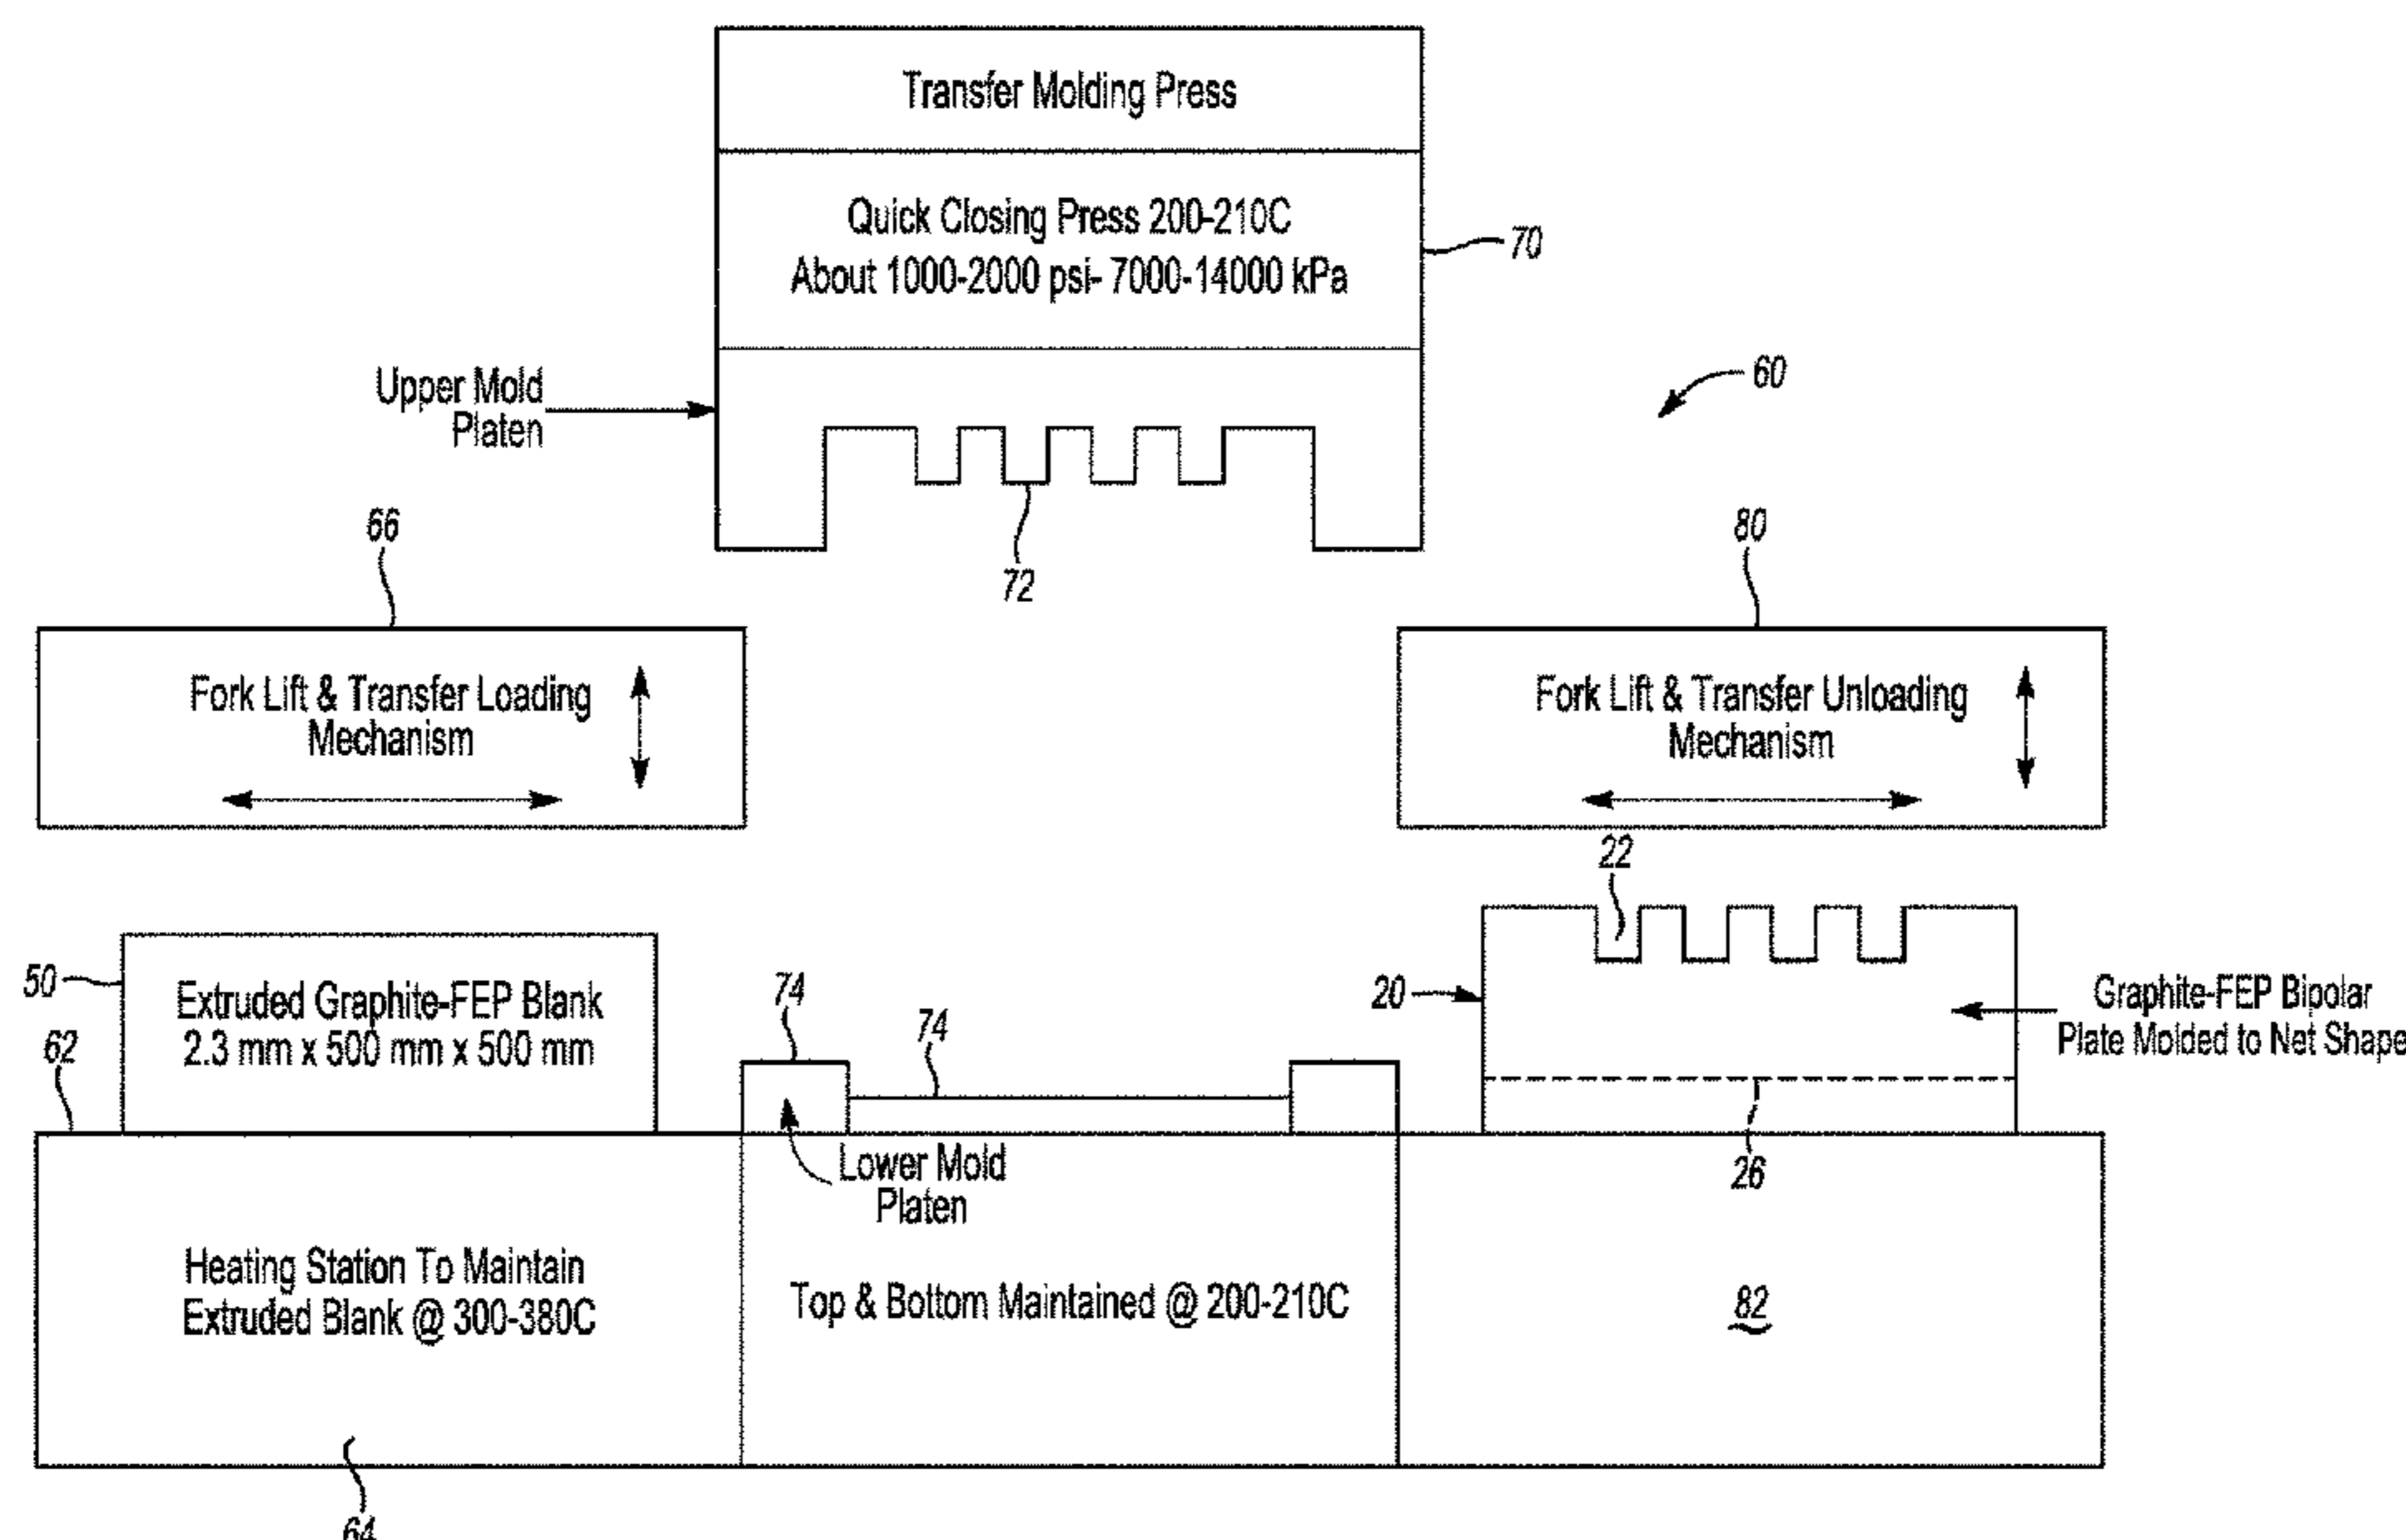 Transfer Molding Press
Quick Closing Press 200-210C
About 1000-2000 psi- 7000-14000 kPa
70
Upper Mold
Platen
60
72
66
80
Fork Lift & Transfer Loading
Mechanism
Fork Lift & Transfer Unloading
Mechanism
22
50
Extruded Graphite-FEP Blank
2.3 mm x 500 mm x 500 mm
62
74
74
20
Graphite-FEP Bipolar
Plate Molded to Net Shape
26
Lower Mold
Platen
Heating Station To Maintain
Extruded Blank @ 300-380C
Top & Bottom Maintained @ 200-210C
82
64